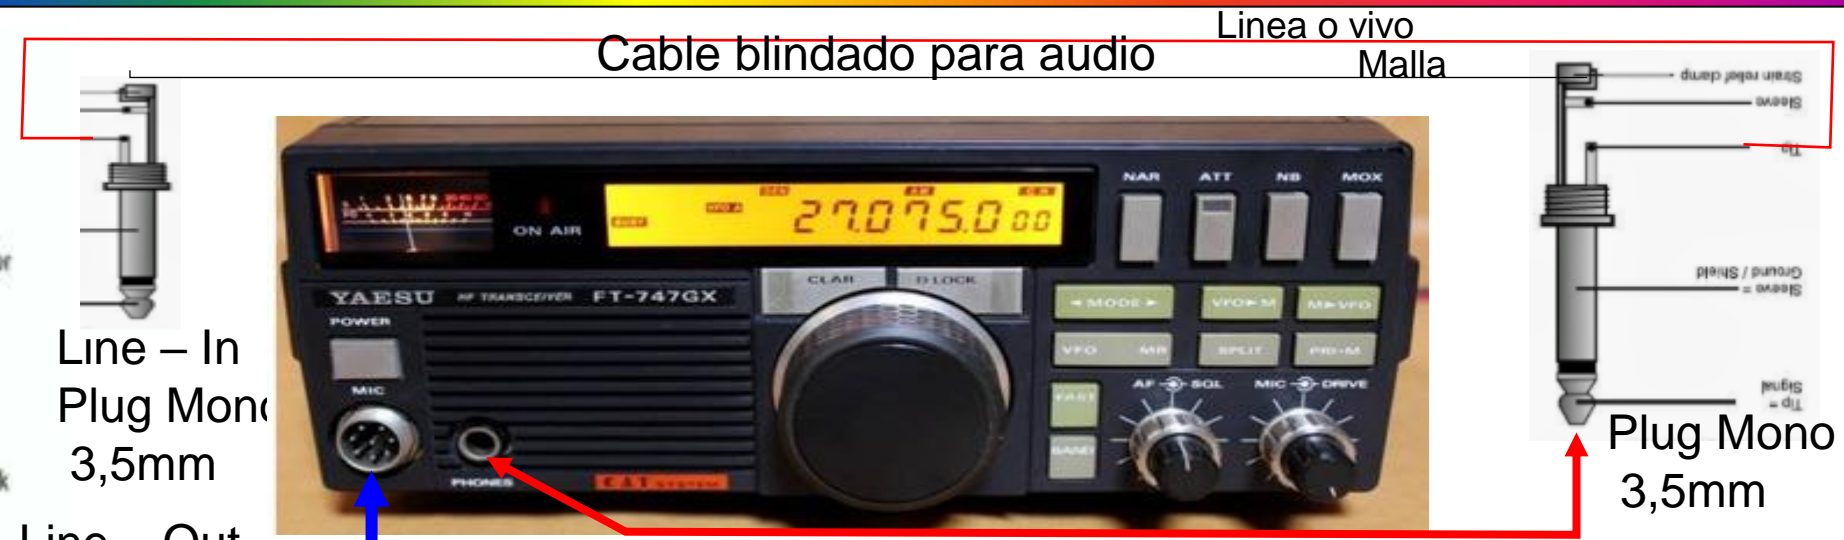 Linea o vivo
Cable blindado para audio
Malla
Strain relief clamp
Sleeve
Tip
NAR ATT NB MOX
27.075.000
ON AIR
CLAR D LOCK
YAESU HF TRANSCEIVER FT-747GX
◄ MODE ► VFO►M M►VFO
Ground / Shield
Sleeve =
POWER
VFO MR SPLIT PRI-M
Line – In
Plug Mono
3,5mm
MIC
AF SQL MIC DRIVE
FAST
BAND
Signal
Tip =
PHONES
CAT SYSTEM
Plug Mono
3,5mm
Line – Out